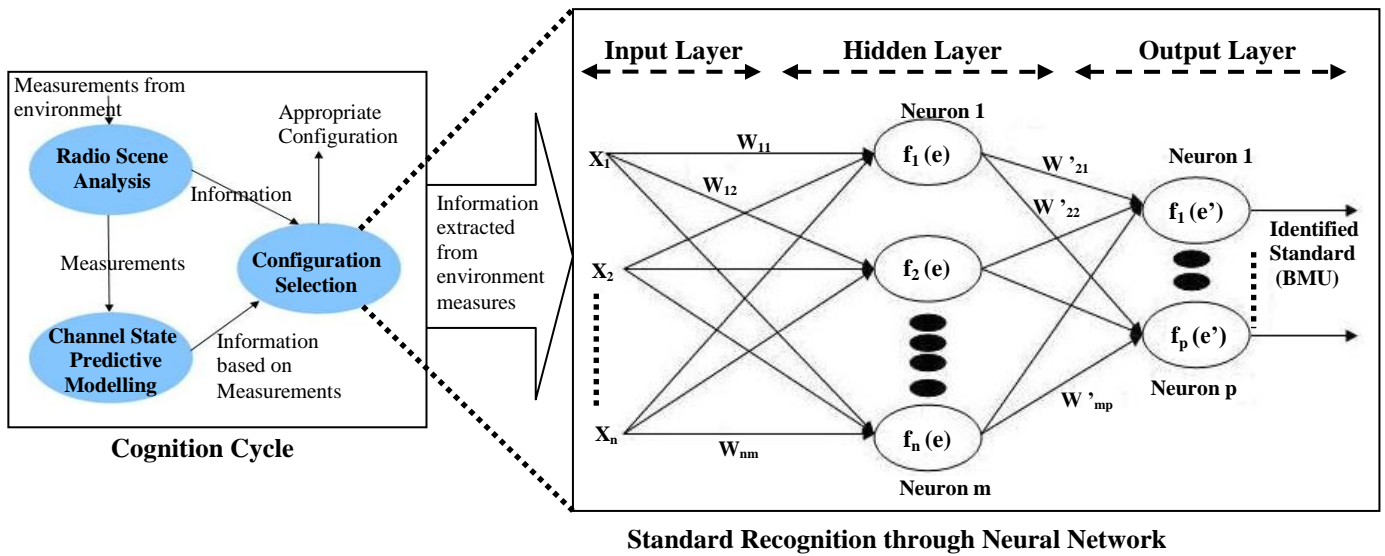 Measurements from
environment
Radio Scene
Analysis
Information
Appropriate
Configuration
Measurements
Configuration
Selection
Channel State
Predictive
Modelling
Information
based on
Measurements
Cognition Cycle
Information
extracted
from
environment
measures
Input Layer
Hidden Layer
Output Layer
X1
X2
Xn
W11
W12
Wnm
Neuron 1
f1 (e)
f2 (e)
fn (e)
Neuron m
W '21
W '22
W 'mp
Neuron 1
f1 (e')
fp (e')
Neuron p
Identified
Standard
(BMU)
Standard Recognition through Neural Network